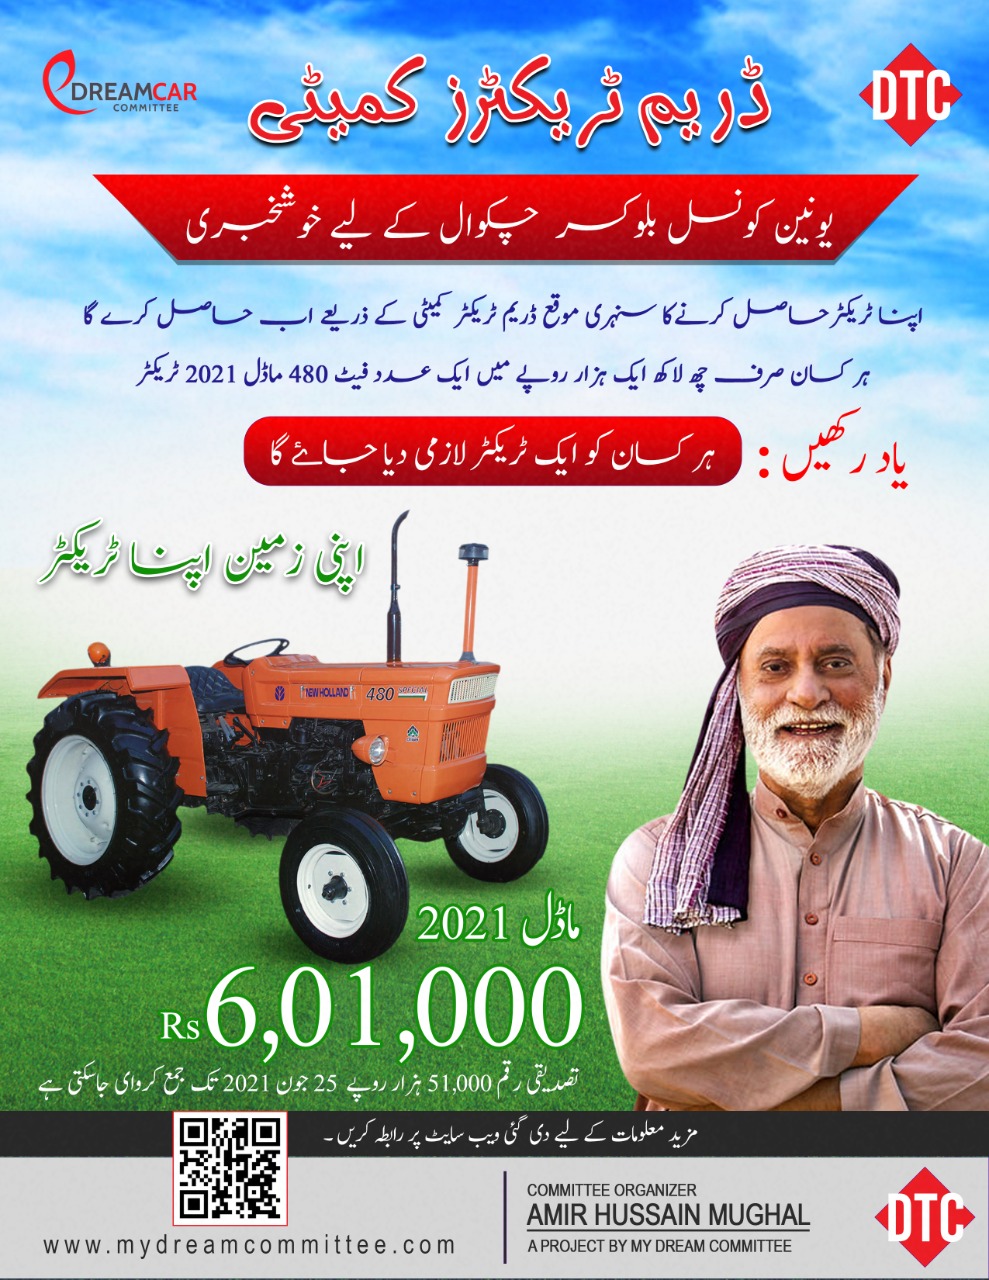 DREAMCAR
COMMITTEE
ڈریم ٹریکٹرز کمیٹی
DTC
یونین کونسل بلوکسر چکوال کے لیے خوشخبری
اپنا ٹریکٹر حاصل کرنے کا سنہری موقع ڈریم ٹریکٹر کمیٹی کے ذریعے اب حاصل کرے گا
ہر کسان صرف چھ لاکھ ایک ہزار روپے میں ایک عدد فیٹ 480 ماڈل 2021 ٹریکٹر
یاد رکھیں : ہر کسان کو ایک ٹریکٹر لازمی دیا جائے گا
اپنی زمین اپنا ٹریکٹر
NEW HOLLAND 480 SPECIAL
ماڈل 2021
Rs 6,01,000
تصدیقی رقم 51,000 ہزار روپے 25 جون 2021 تک جمع کروای جاسکتی ہے
مزید معلومات کے لیے دی گئی ویب سایٹ پر رابطہ کریں۔
www.mydreamcommittee.com
COMMITTEE ORGANIZER
AMIR HUSSAIN MUGHAL
A PROJECT BY MY DREAM COMMITTEE
DTC